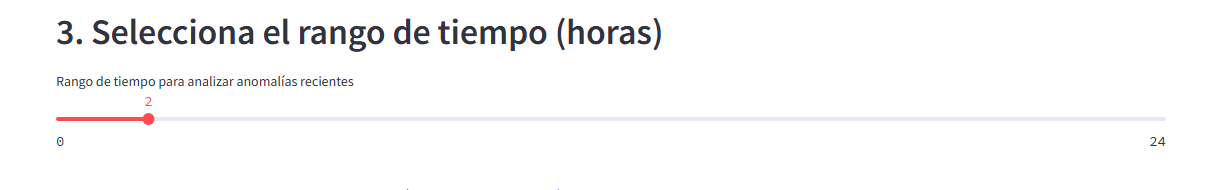 3. Selecciona el rango de tiempo (horas)
Rango de tiempo para analizar anomalías recientes
2
0
24